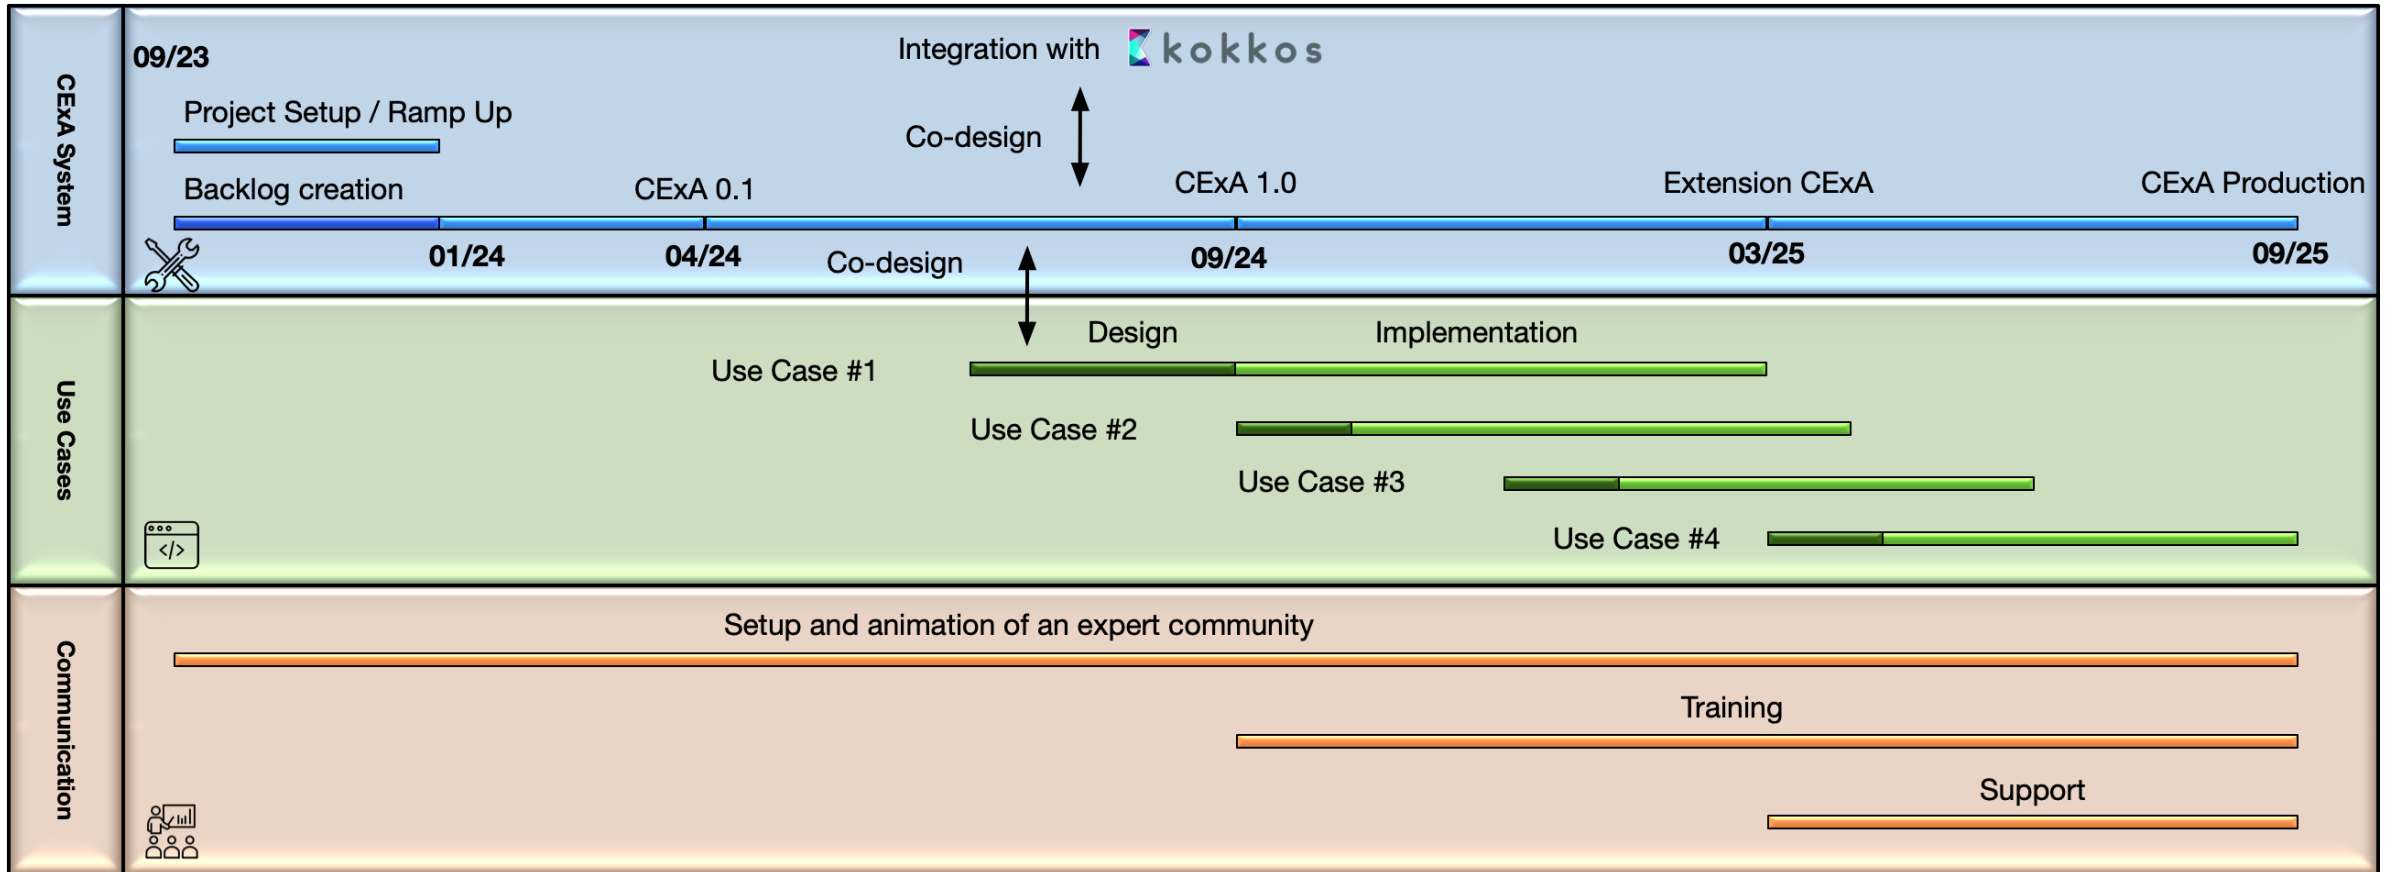 CExA System
09/23
Integration with kokkos
Project Setup / Ramp Up
Co-design
Backlog creation
CExA 0.1
CExA 1.0
Extension CExA
CExA Production
01/24
04/24
Co-design
09/24
03/25
09/25
Use Cases
Design
Implementation
Use Case #1
Use Case #2
Use Case #3
Use Case #4
</>
Communication
Setup and animation of an expert community
Training
Support